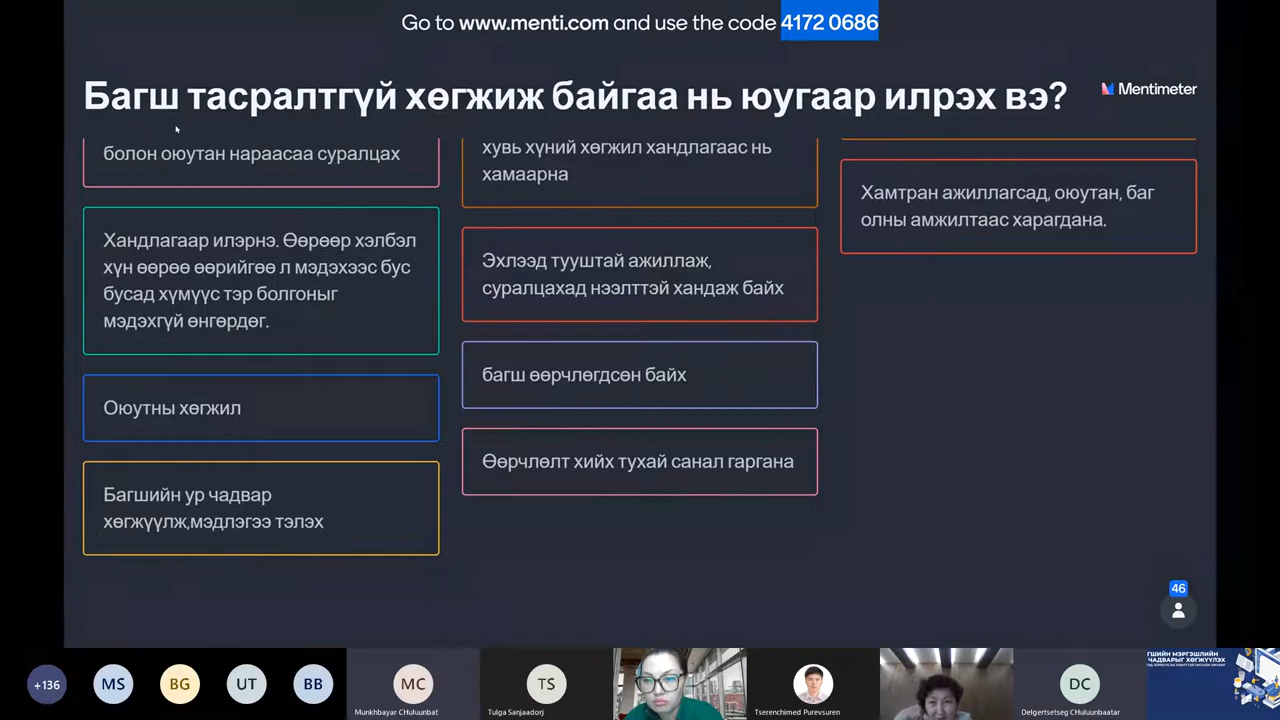 Go to www.menti.com and use the code 4172 0686
Багш тасралтгүй хөгжиж байгаа нь юугаар илрэх вэ?
Mentimeter
болон оюутан нараасаа суралцах
Хандлагаар илэрнэ. Өөрөөр хэлбэл
хүн өөрөө өөрийгөө л мэдэхээс бус
бусад хүмүүс тэр болгоныг
мэдэхгүй өнгөрдөг.
Оюутны хөгжил
Багшийн ур чадвар
хөгжүүлж,мэдлэгээ тэлэх
хувь хүний хөгжил хандлагаас нь
хамаарна
Эхлээд тууштай ажиллаж,
суралцахад нээлттэй хандаж байх
багш өөрчлөгдсөн байх
Өөрчлөлт хийх тухай санал гаргана
Хамтран ажиллагсад, оюутан, баг
олны амжилтаас харагдана.
46
+136
MS
BG
UT
BB
MC
Munkhbayar CHuluunbat
TS
Tulga Sanjaadorj
Tserenchimed Purevsuren
DC
Delgertsetseg CHuluunbaatar
ГШИЙН МЭРГЭШЛИЙН
ЧАДВАРЫГ ХӨГЖҮҮЛЭХ